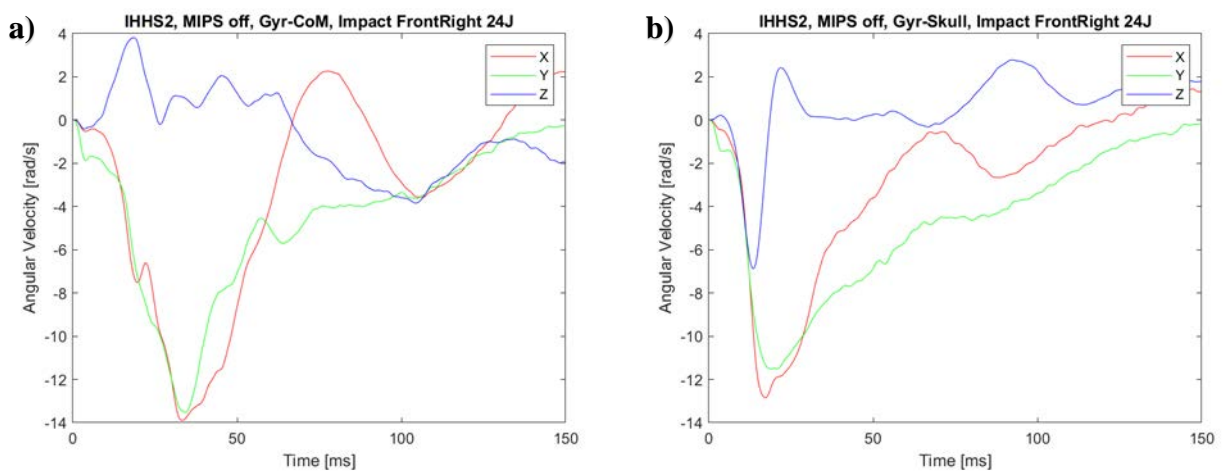 a)
IHHS2, MIPS off, Gyr-CoM, Impact FrontRight 24J
4
2
0
-2
-4
-6
-8
-10
-12
-14
Angular Velocity [rad/s]
X
Y
Z
0 50 100 150
Time [ms]
b)
IHHS2, MIPS off, Gyr-Skull, Impact FrontRight 24J
4
2
0
-2
-4
-6
-8
-10
-12
-14
Angular Velocity [rad/s]
X
Y
Z
0 50 100 150
Time [ms]